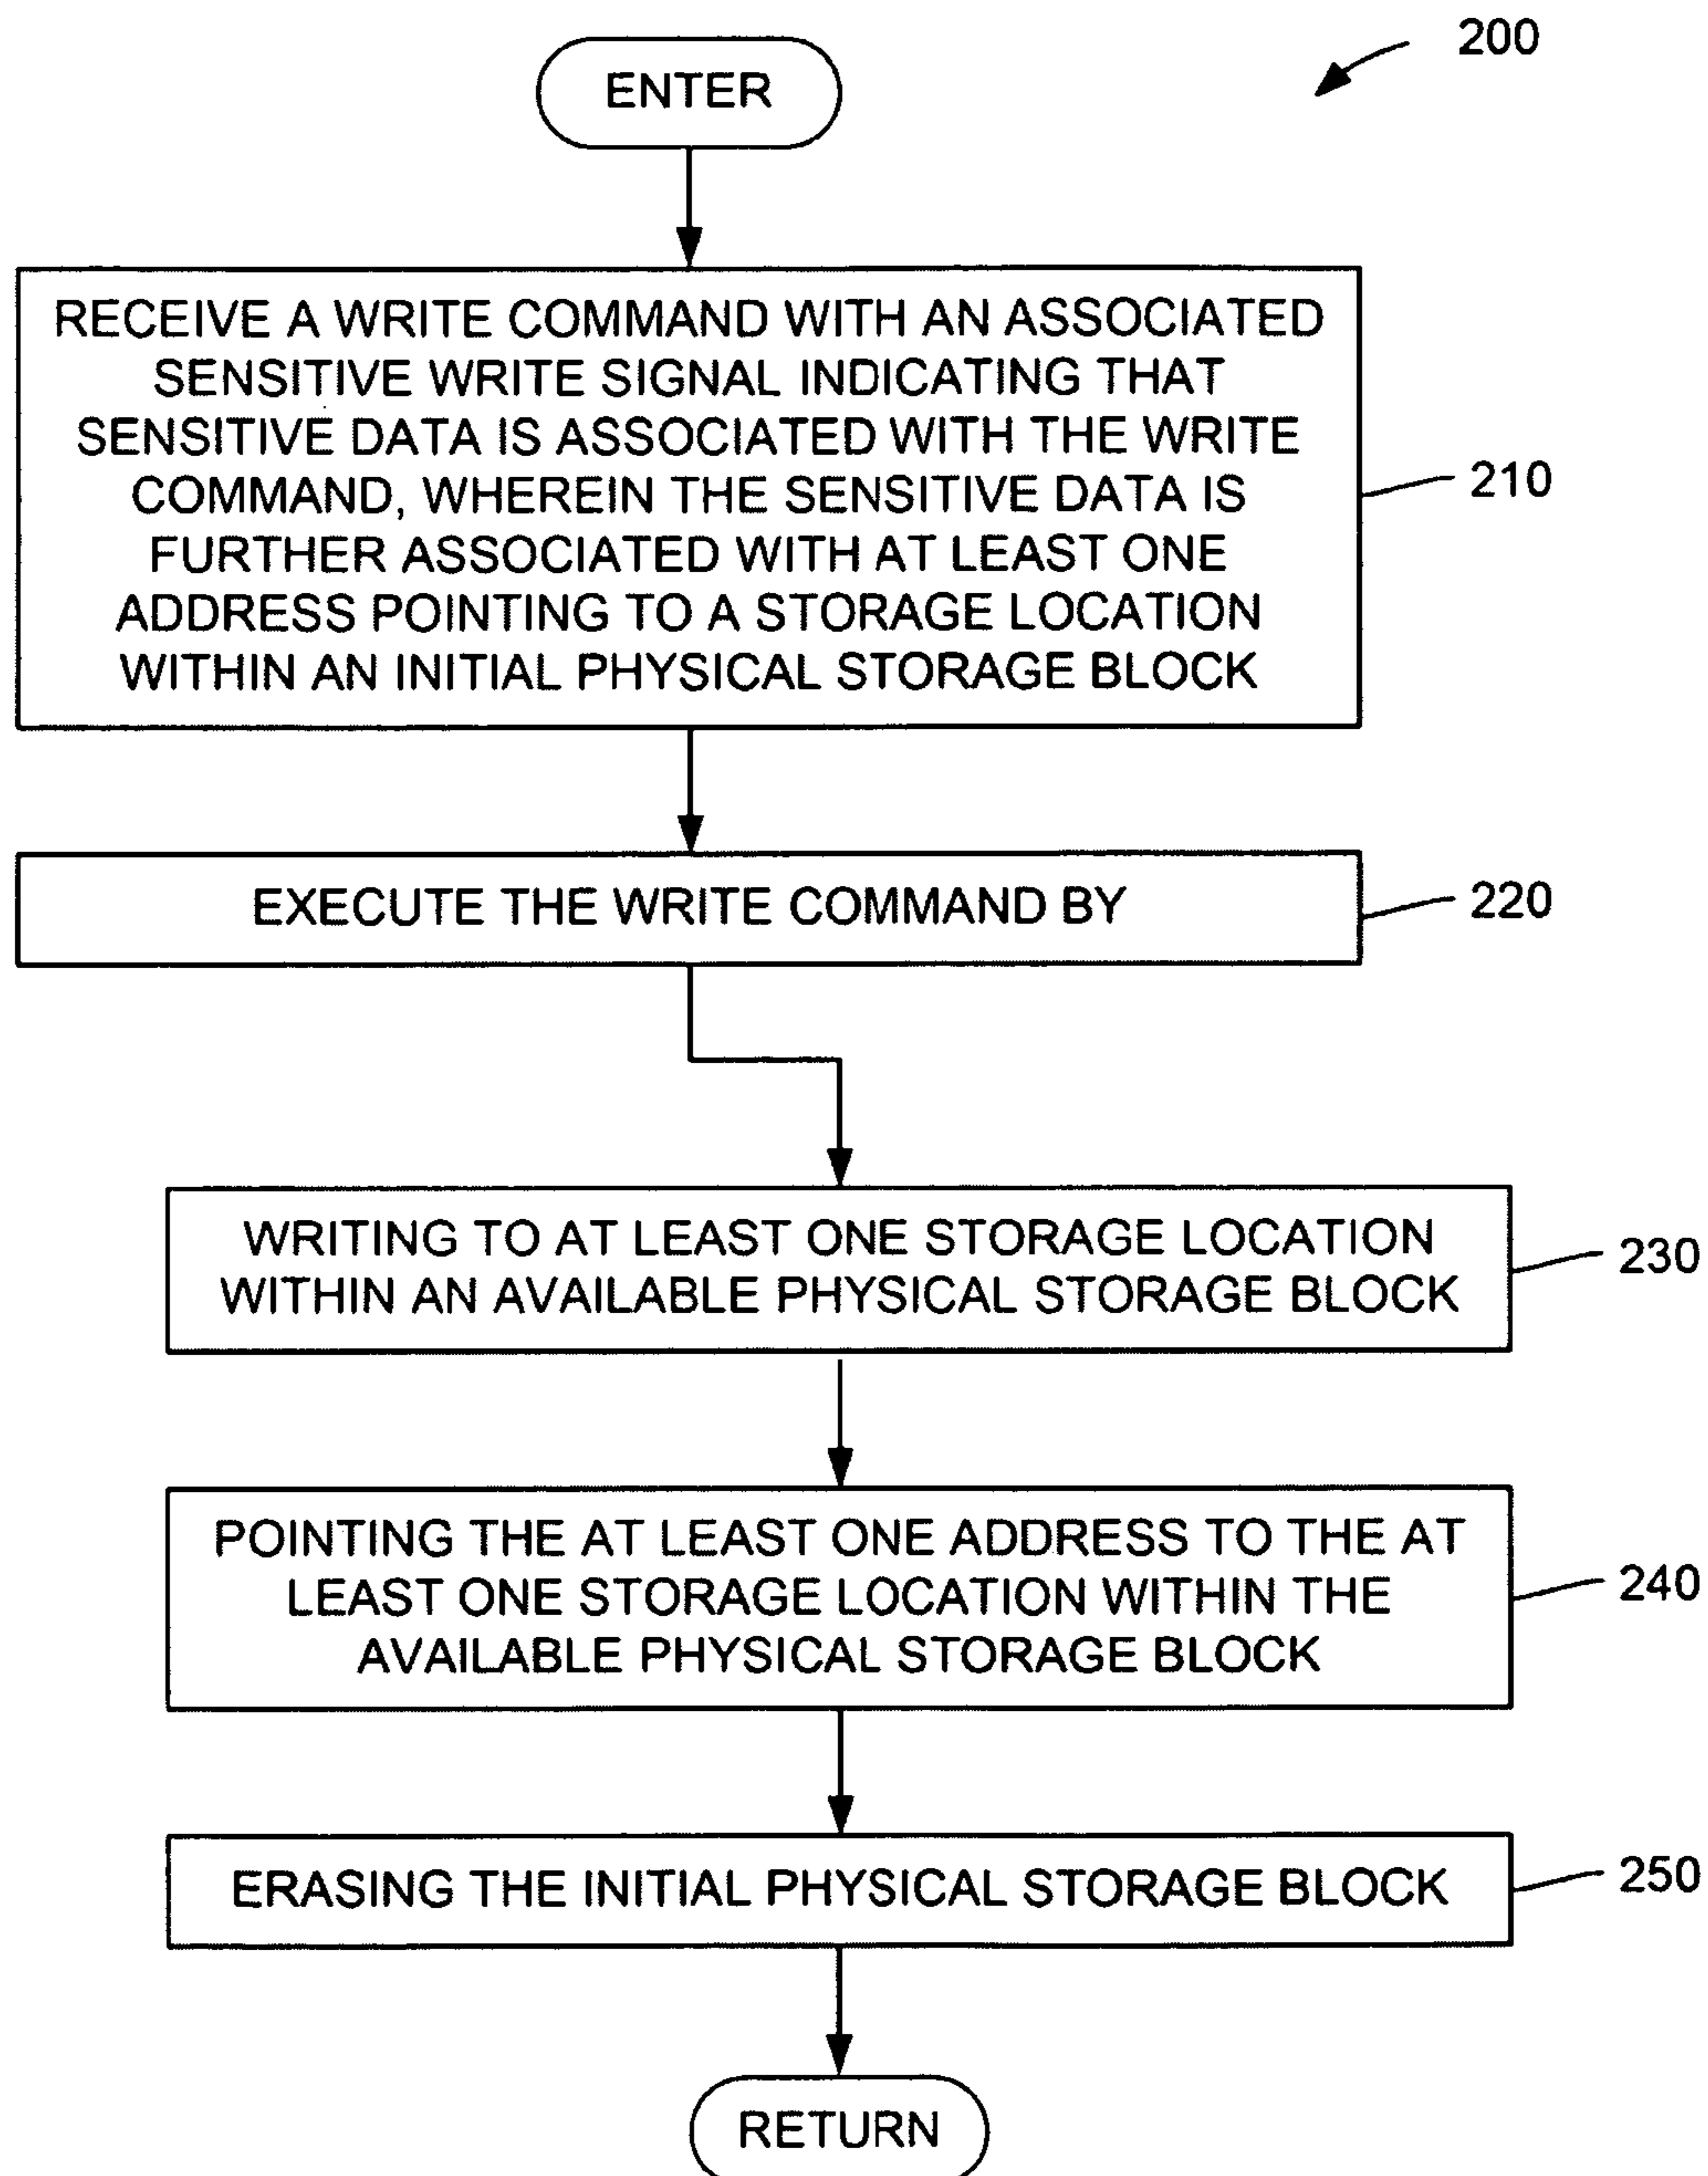 200
ENTER
RECEIVE A WRITE COMMAND WITH AN ASSOCIATED
SENSITIVE WRITE SIGNAL INDICATING THAT
SENSITIVE DATA IS ASSOCIATED WITH THE WRITE
COMMAND, WHEREIN THE SENSITIVE DATA IS
FURTHER ASSOCIATED WITH AT LEAST ONE
ADDRESS POINTING TO A STORAGE LOCATION
WITHIN AN INITIAL PHYSICAL STORAGE BLOCK
210
EXECUTE THE WRITE COMMAND BY
220
WRITING TO AT LEAST ONE STORAGE LOCATION
WITHIN AN AVAILABLE PHYSICAL STORAGE BLOCK
230
POINTING THE AT LEAST ONE ADDRESS TO THE AT
LEAST ONE STORAGE LOCATION WITHIN THE
AVAILABLE PHYSICAL STORAGE BLOCK
240
ERASING THE INITIAL PHYSICAL STORAGE BLOCK
250
RETURN